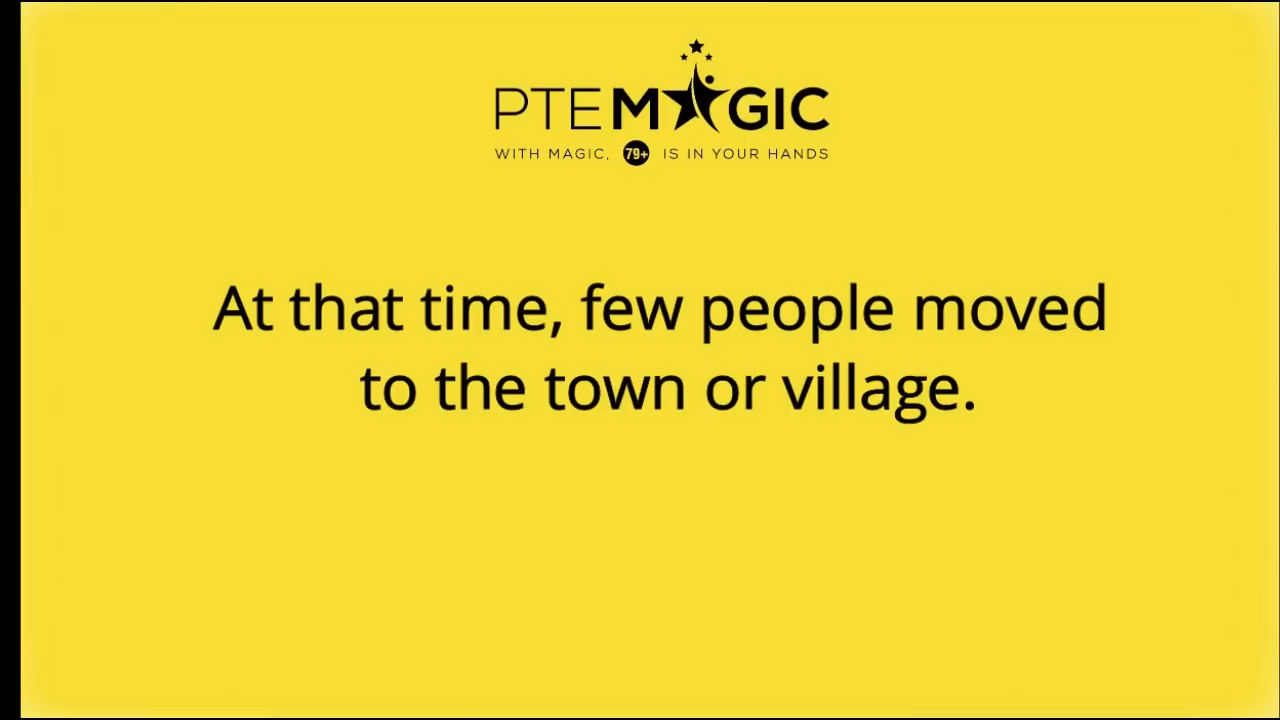 PTEMAGIC
WITH MAGIC, 79+ IS IN YOUR HANDS
At that time, few people moved
to the town or village.